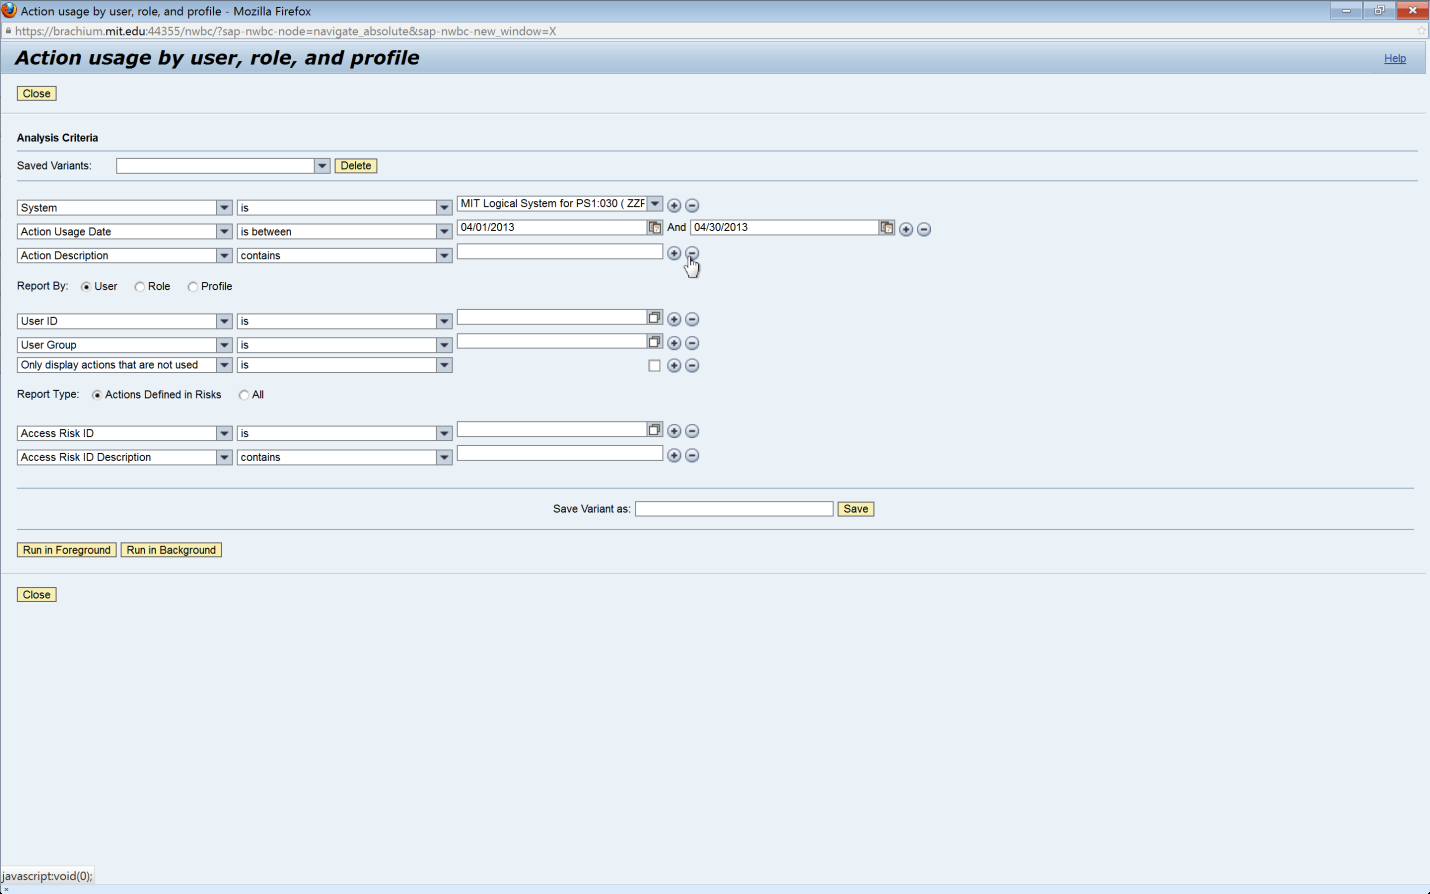 Action usage by user, role, and profile - Mozilla Firefox
https://brachium.mit.edu:44355/nwbc/?sap-nwbc-node=navigate_absolute&sap-nwbc-new_window=X
Action usage by user, role, and profile Help
Close
Analysis Criteria
Saved Variants: Delete
System is MIT Logical System for PS1:030 ( ZZF
Action Usage Date is between 04/01/2013 And 04/30/2013
Action Description contains
Report By: User Role Profile
User ID is
User Group is
Only display actions that are not used is
Report Type: Actions Defined in Risks All
Access Risk ID is
Access Risk ID Description contains
Save Variant as: Save
Run in Foreground Run in Background
Close
javascript:void(0);